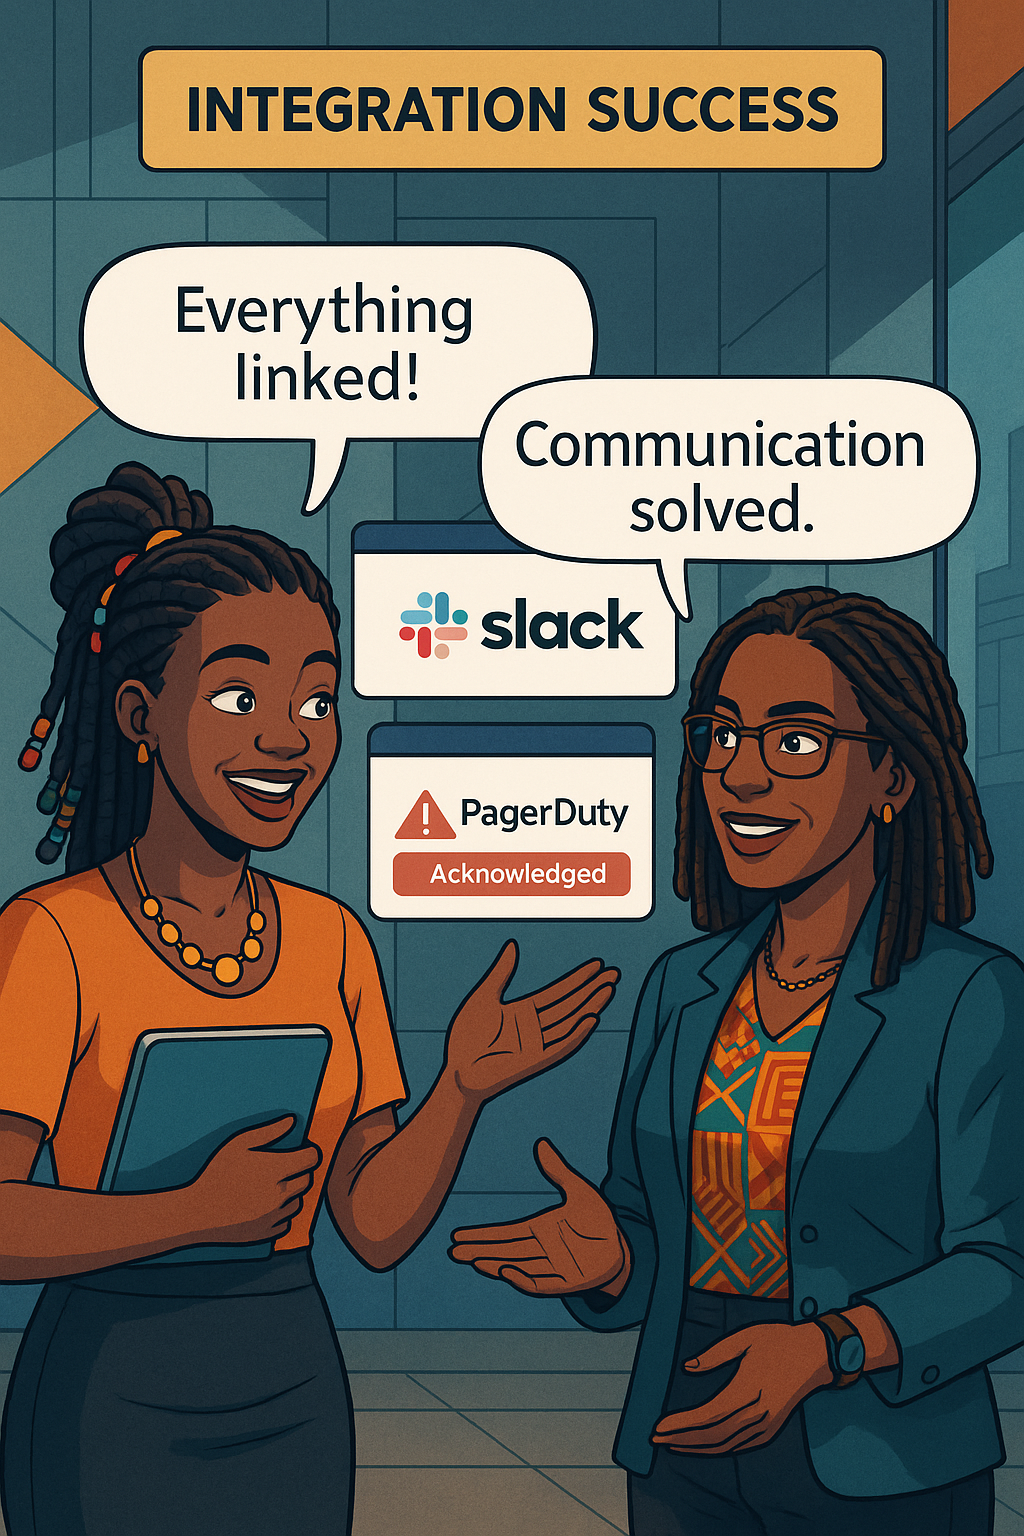 INTEGRATION SUCCESS
Everything
linked!
Communication
solved.
slack
PagerDuty
Acknowledged